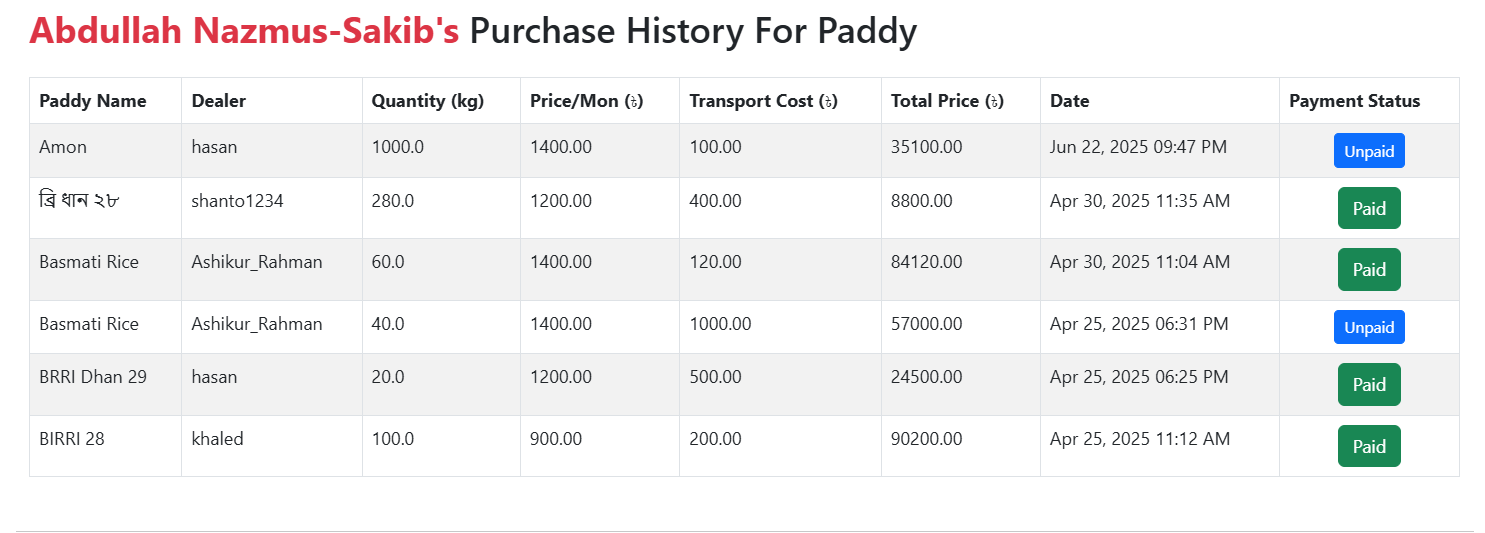 Abdullah Nazmus-Sakib's Purchase History For Paddy
Paddy Name Dealer Quantity (kg) Price/Mon (৳) Transport Cost (৳) Total Price (৳) Date Payment Status
Amon hasan 1000.0 1400.00 100.00 35100.00 Jun 22, 2025 09:47 PM Unpaid
ব্রি ধান ২৮ shanto1234 280.0 1200.00 400.00 8800.00 Apr 30, 2025 11:35 AM Paid
Basmati Rice Ashikur_Rahman 60.0 1400.00 120.00 84120.00 Apr 30, 2025 11:04 AM Paid
Basmati Rice Ashikur_Rahman 40.0 1400.00 1000.00 57000.00 Apr 25, 2025 06:31 PM Unpaid
BRRI Dhan 29 hasan 20.0 1200.00 500.00 24500.00 Apr 25, 2025 06:25 PM Paid
BIRRI 28 khaled 100.0 900.00 200.00 90200.00 Apr 25, 2025 11:12 AM Paid